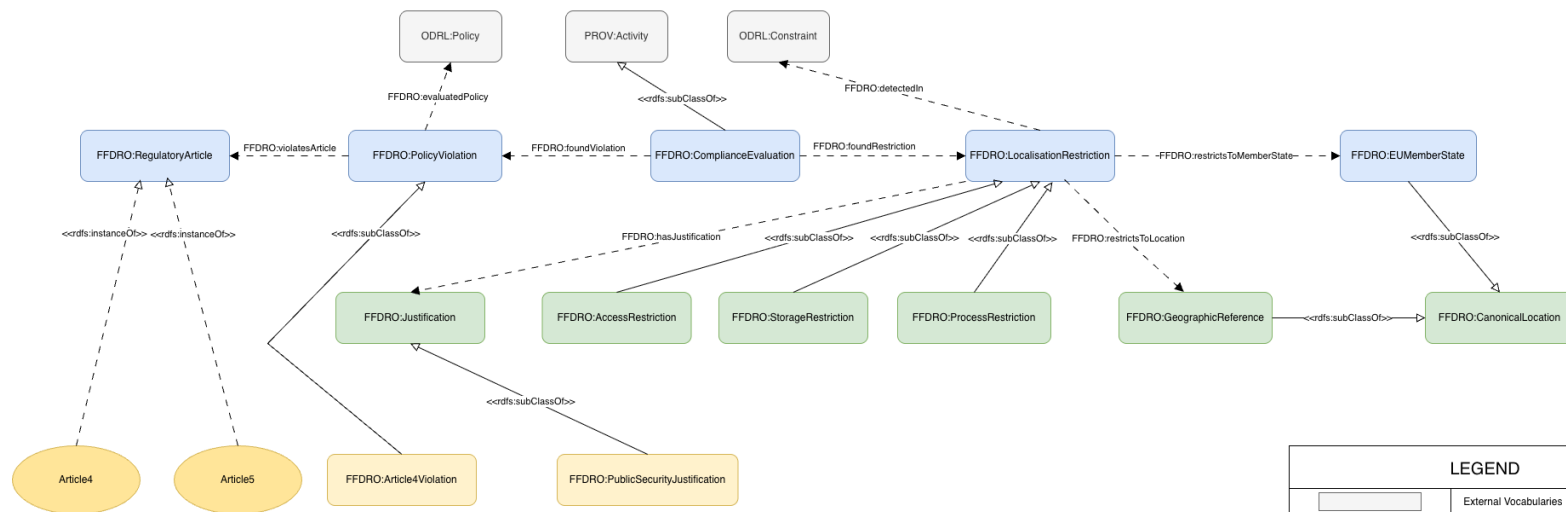 ODRL:Policy
PROV:Activity
ODRL:Constraint
FFDRO:evaluatedPolicy
<<rdfs:subClassOf>>
FFDRO:detectedIn
FFDRO:RegulatoryArticle
FFDRO:violatesArticle
FFDRO:PolicyViolation
FFDRO:foundViolation
FFDRO:ComplianceEvaluation
FFDRO:foundRestriction
FFDRO:LocalisationRestriction
FFDRO:restrictsToMemberState
FFDRO:EUMemberState
<<rdfs:instanceOf>>
<<rdfs:instanceOf>>
<<rdfs:subClassOf>>
FFDRO:hasJustification
<<rdfs:subClassOf>>
<<rdfs:subClassOf>>
<<rdfs:subClassOf>>
FFDRO:restrictsToLocation
<<rdfs:subClassOf>>
FFDRO:Justification
FFDRO:AccessRestriction
FFDRO:StorageRestriction
FFDRO:ProcessRestriction
FFDRO:GeographicReference
<<rdfs:subClassOf>>
FFDRO:CanonicalLocation
<<rdfs:subClassOf>>
Article4
Article5
FFDRO:Article4Violation
FFDRO:PublicSecurityJustification
LEGEND
External Vocabularies